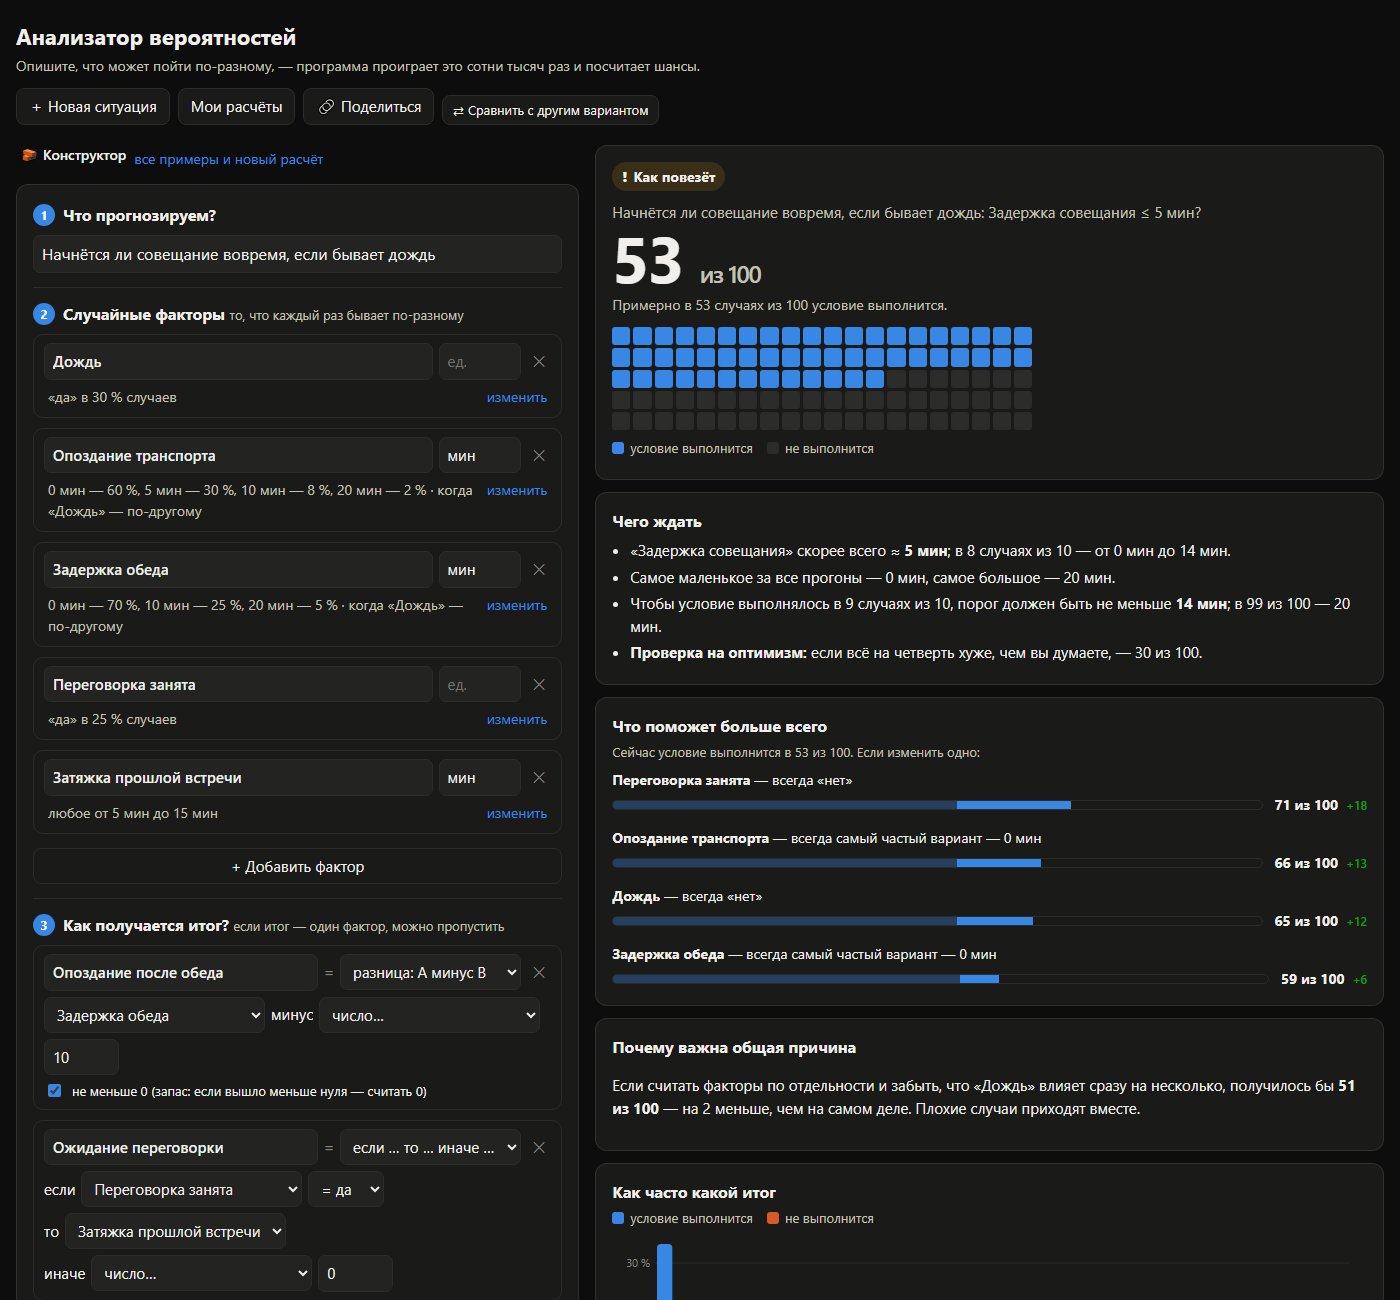 Анализатор вероятностей
Опишите, что может пойти по-разному, — программа проиграет это сотни тысяч раз и посчитает шансы.
+ Новая ситуация
Мои расчёты
Поделиться
⇄ Сравнить с другим вариантом
Конструктор
все примеры и новый расчёт
1 Что прогнозируем?
Начнётся ли совещание вовремя, если бывает дождь
2 Случайные факторы то, что каждый раз бывает по-разному
Дождь
ед.
«да» в 30 % случаев
изменить
Опоздание транспорта
мин
0 мин — 60 %, 5 мин — 30 %, 10 мин — 8 %, 20 мин — 2 % · когда
«Дождь» — по-другому
изменить
Задержка обеда
мин
0 мин — 70 %, 10 мин — 25 %, 20 мин — 5 % · когда «Дождь» —
по-другому
изменить
Переговорка занята
ед.
«да» в 25 % случаев
изменить
Затяжка прошлой встречи
мин
любое от 5 мин до 15 мин
изменить
+ Добавить фактор
3 Как получается итог? если итог — один фактор, можно пропустить
Опоздание после обеда
=
разница: А минус В
Задержка обеда
минус
число...
10
не меньше 0 (запас: если вышло меньше нуля — считать 0)
Ожидание переговорки
=
если ... то ... иначе ...
если
Переговорка занята
= да
то
Затяжка прошлой встречи
иначе
число...
0
! Как повезёт
Начнётся ли совещание вовремя, если бывает дождь: Задержка совещания ≤ 5 мин?
53 из 100
Примерно в 53 случаях из 100 условие выполнится.
условие выполнится
не выполнится
Чего ждать
• «Задержка совещания» скорее всего ≈ 5 мин; в 8 случаях из 10 — от 0 мин до 14 мин.
• Самое маленькое за все прогоны — 0 мин, самое большое — 20 мин.
• Чтобы условие выполнялось в 9 случаях из 10, порог должен быть не меньше 14 мин; в 99 из 100 — 20
мин.
• Проверка на оптимизм: если всё на четверть хуже, чем вы думаете, — 30 из 100.
Что поможет больше всего
Сейчас условие выполнится в 53 из 100. Если изменить одно:
Переговорка занята — всегда «нет»
71 из 100 +18
Опоздание транспорта — всегда самый частый вариант — 0 мин
66 из 100 +13
Дождь — всегда «нет»
65 из 100 +12
Задержка обеда — всегда самый частый вариант — 0 мин
59 из 100 +6
Почему важна общая причина
Если считать факторы по отдельности и забыть, что «Дождь» влияет сразу на несколько, получилось бы 51
из 100 — на 2 меньше, чем на самом деле. Плохие случаи приходят вместе.
Как часто какой итог
условие выполнится
не выполнится
30 %